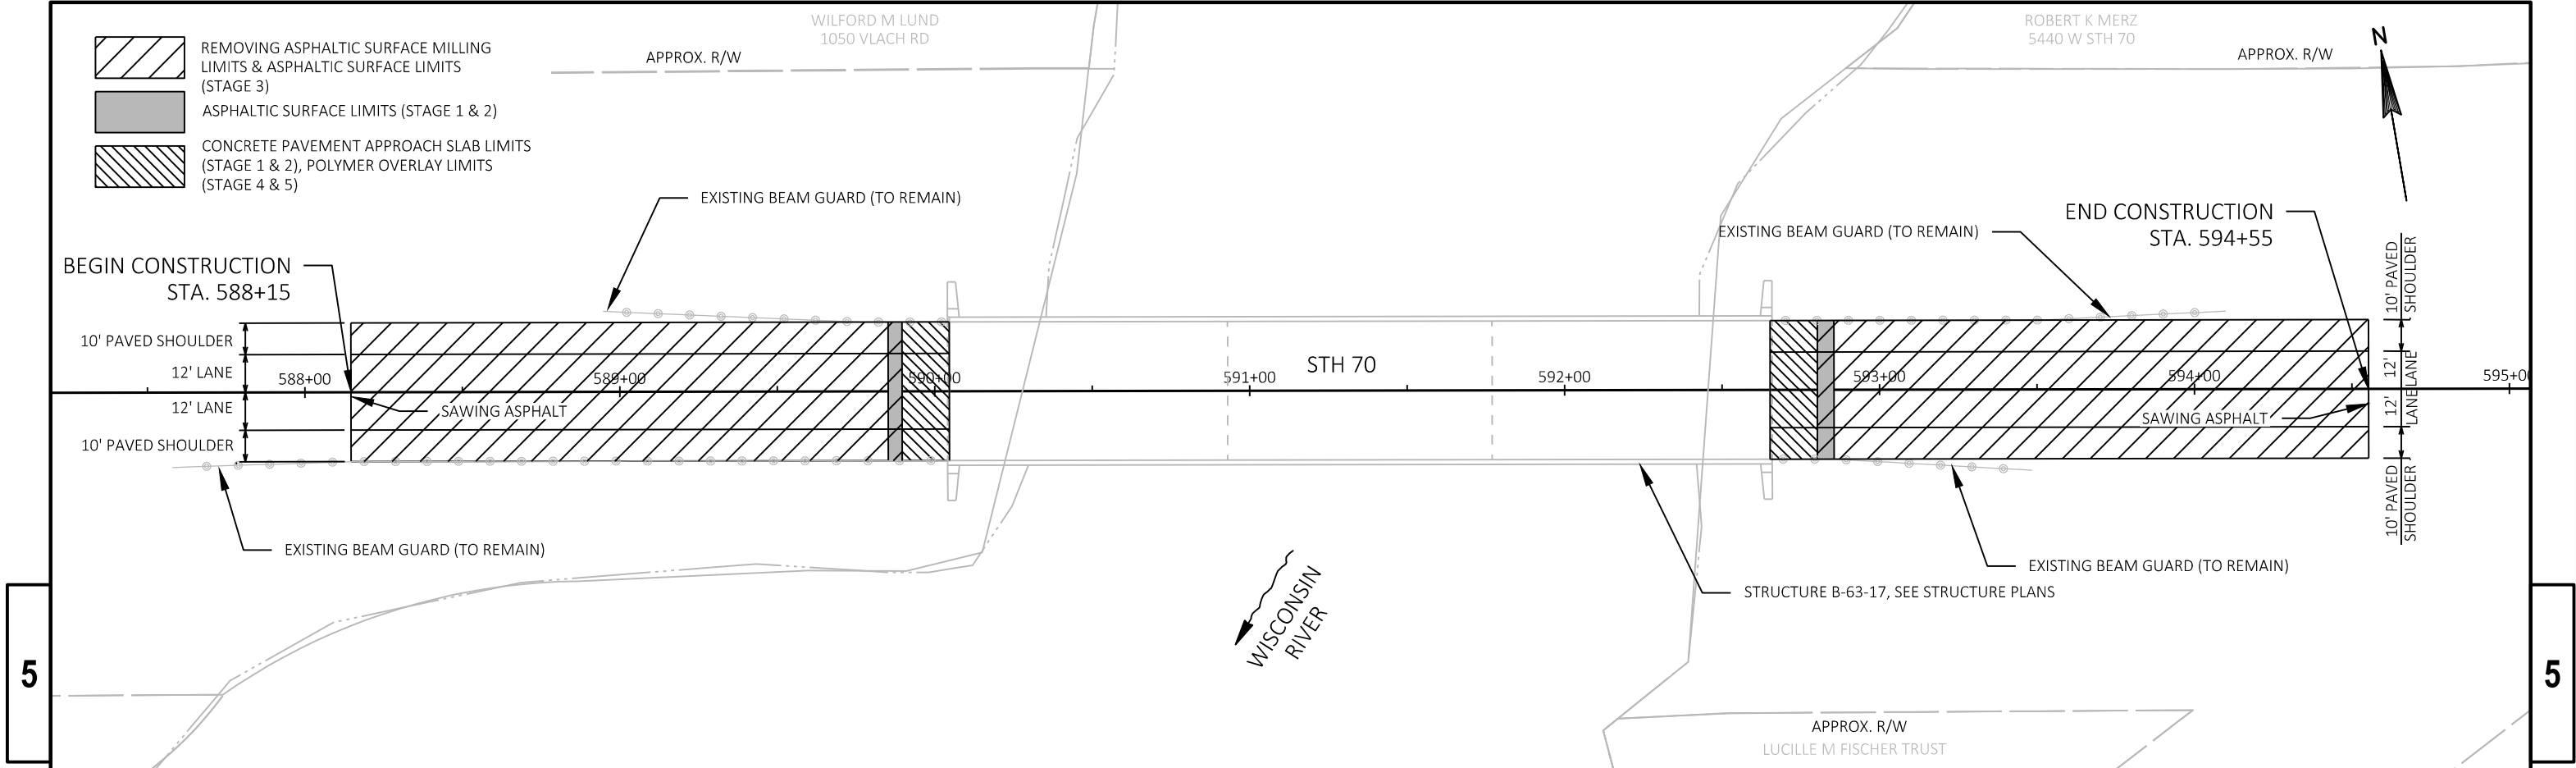 WILFORD M LUND
1050 VLACH RD
ROBERT K MERZ
5440 W STH 70
N
REMOVING ASPHALTIC SURFACE MILLING
LIMITS & ASPHALTIC SURFACE LIMITS
(STAGE 3)
APPROX. R/W
APPROX. R/W
ASPHALTIC SURFACE LIMITS (STAGE 1 & 2)
CONCRETE PAVEMENT APPROACH SLAB LIMITS
(STAGE 1 & 2), POLYMER OVERLAY LIMITS
(STAGE 4 & 5)
EXISTING BEAM GUARD (TO REMAIN)
END CONSTRUCTION
STA. 594+55
EXISTING BEAM GUARD (TO REMAIN)
BEGIN CONSTRUCTION
STA. 588+15
10' PAVED
SHOULDER
10' PAVED SHOULDER
12' LANE
12' LANE
10' PAVED SHOULDER
588+00
589+00
590+00
591+00
STH 70
592+00
593+00
594+00
595+00
12'
LANE
12'
LANE
SAWING ASPHALT
SAWING ASPHALT
10' PAVED
SHOULDER
EXISTING BEAM GUARD (TO REMAIN)
EXISTING BEAM GUARD (TO REMAIN)
STRUCTURE B-63-17, SEE STRUCTURE PLANS
WISCONSIN
RIVER
5
5
APPROX. R/W
LUCILLE M FISCHER TRUST